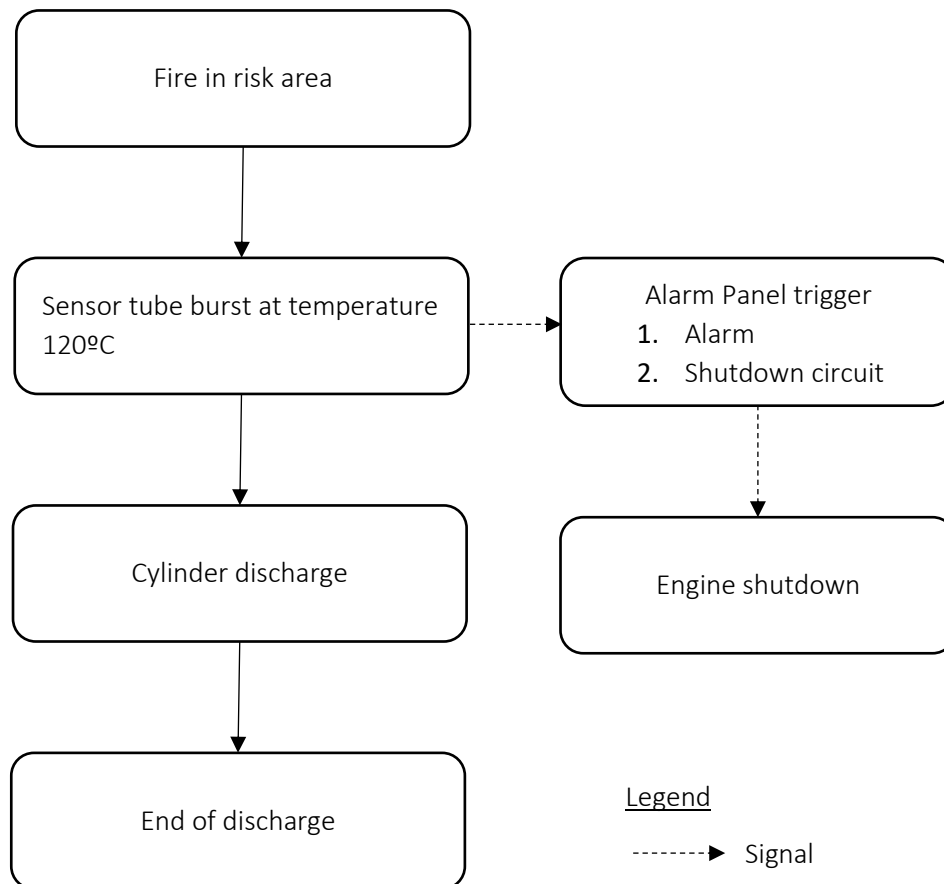 Fire in risk area
Sensor tube burst at temperature
120ºC
Alarm Panel trigger
1. Alarm
2. Shutdown circuit
Cylinder discharge
Engine shutdown
End of discharge
Legend
Signal